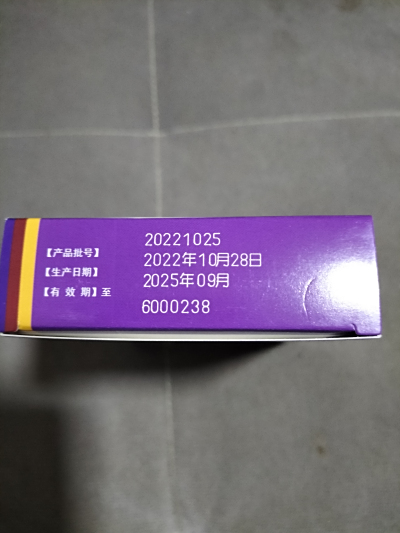 【产品批号】 20221025
【生产日期】 2022年10月28日
【有 效 期】至 2025年09月
6000238